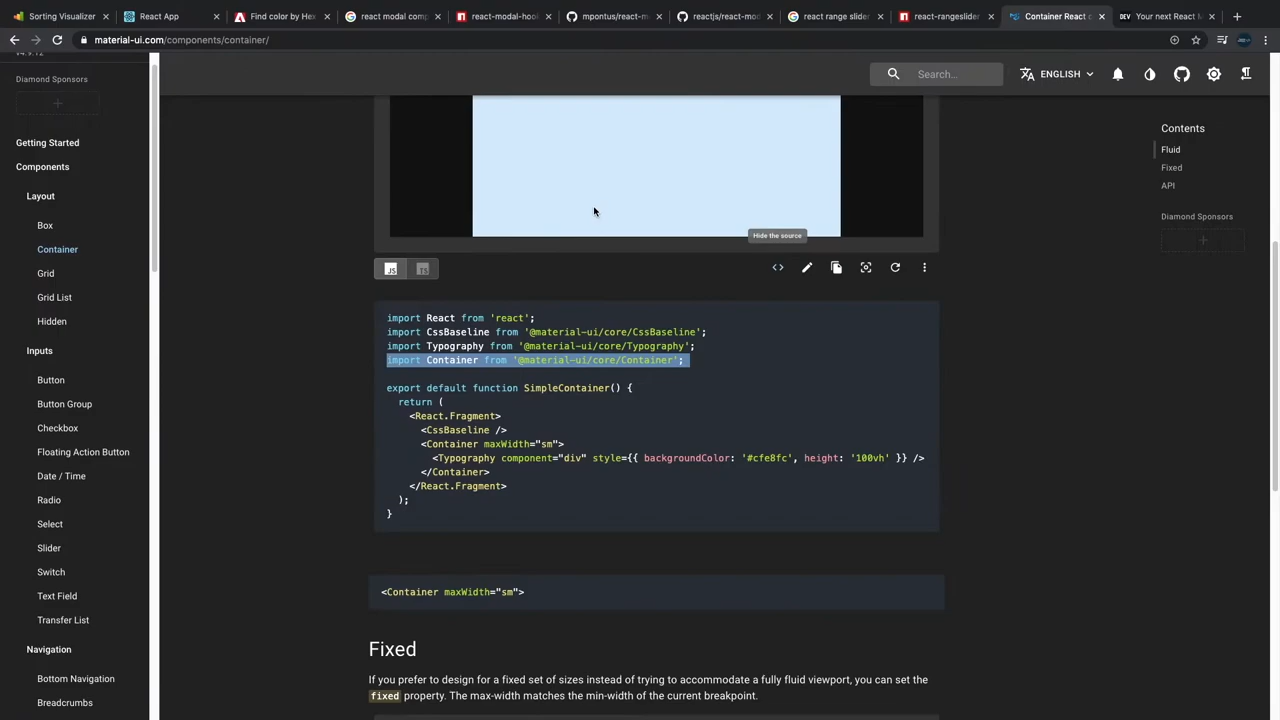 Sorting Visualizer
React App
Find color by Hex
react modal comp
react-modal-hook
mpontus/react-m
reactjs/react-mod
react range slider
react-rangeslider
Container React c
Your next React M
material-ui.com/components/container/
Diamond Sponsors
Getting Started
Components
Layout
Box
Container
Grid
Grid List
Hidden
Inputs
Button
Button Group
Checkbox
Floating Action Button
Date / Time
Radio
Select
Slider
Switch
Text Field
Transfer List
Navigation
Bottom Navigation
Breadcrumbs
Search…
ENGLISH
Hide the source
JS
TS
import React from 'react';
import CssBaseline from '@material-ui/core/CssBaseline';
import Typography from '@material-ui/core/Typography';
import Container from '@material-ui/core/Container';
export default function SimpleContainer() {
return (
<React.Fragment>
<CssBaseline />
<Container maxWidth="sm">
<Typography component="div" style={{ backgroundColor: '#cfe8fc', height: '100vh' }} />
</Container>
</React.Fragment>
);
}
<Container maxWidth="sm">
Fixed
If you prefer to design for a fixed set of sizes instead of trying to accommodate a fully fluid viewport, you can set the
fixed property. The max-width matches the min-width of the current breakpoint.
Contents
Fluid
Fixed
API
Diamond Sponsors